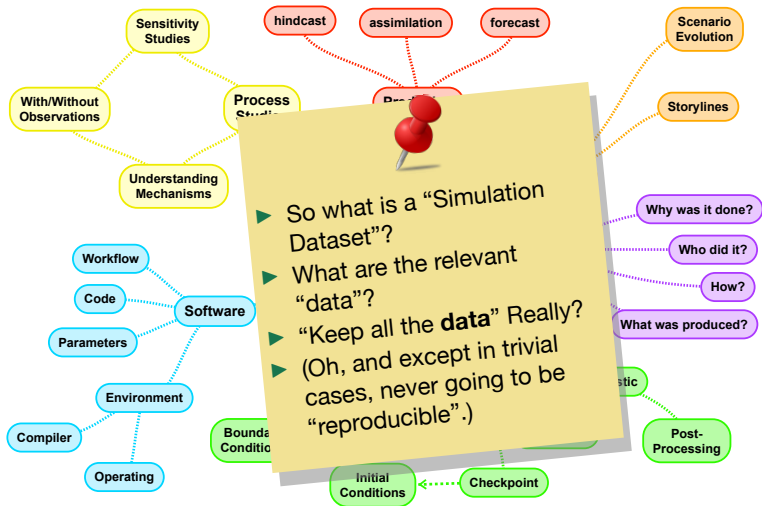 Sensitivity
Studies
hindcast
assimilation
forecast
Scenario
Evolution
With/Without
Observations
Process
Storylines
Understanding
Mechanisms
So what is a “Simulation
Dataset”?
What are the relevant
“data”?
“Keep all the data” Really?
(Oh, and except in trivial
cases, never going to be
“reproducible”.)
Why was it done?
Who did it?
How?
What was produced?
Workflow
Code
Software
Parameters
Environment
Compiler
Operating
Initial
Conditions
Checkpoint
Post-
Processing